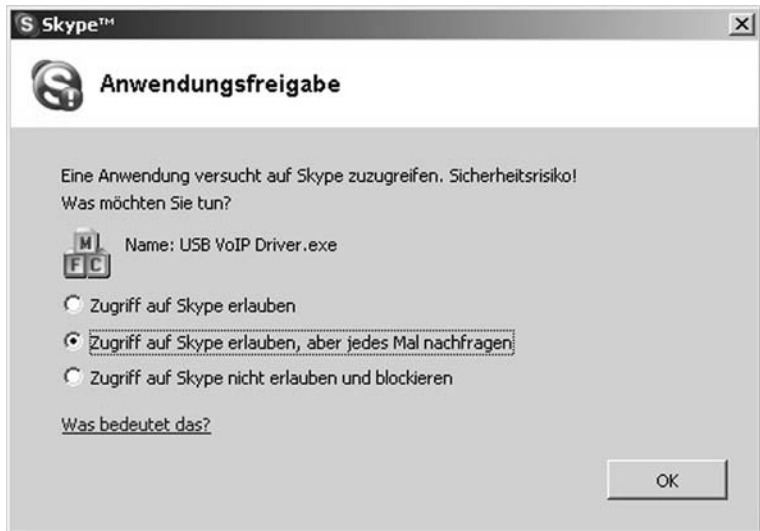 Skype™
Anwendungsfreigabe
Eine Anwendung versucht auf Skype zuzugreifen. Sicherheitsrisiko!
Was möchten Sie tun?
MFC
Name: USB VoIP Driver.exe
Zugriff auf Skype erlauben
Zugriff auf Skype erlauben, aber jedes Mal nachfragen
Zugriff auf Skype nicht erlauben und blockieren
Was bedeutet das?
OK